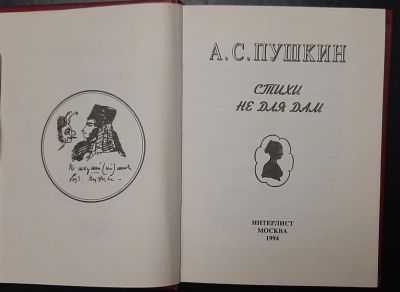 А.С.ПУШКИН
СТИХИ
НЕ ДЛЯ ДАМ
ИНТЕРЛИСТ
МОСКВА
1994